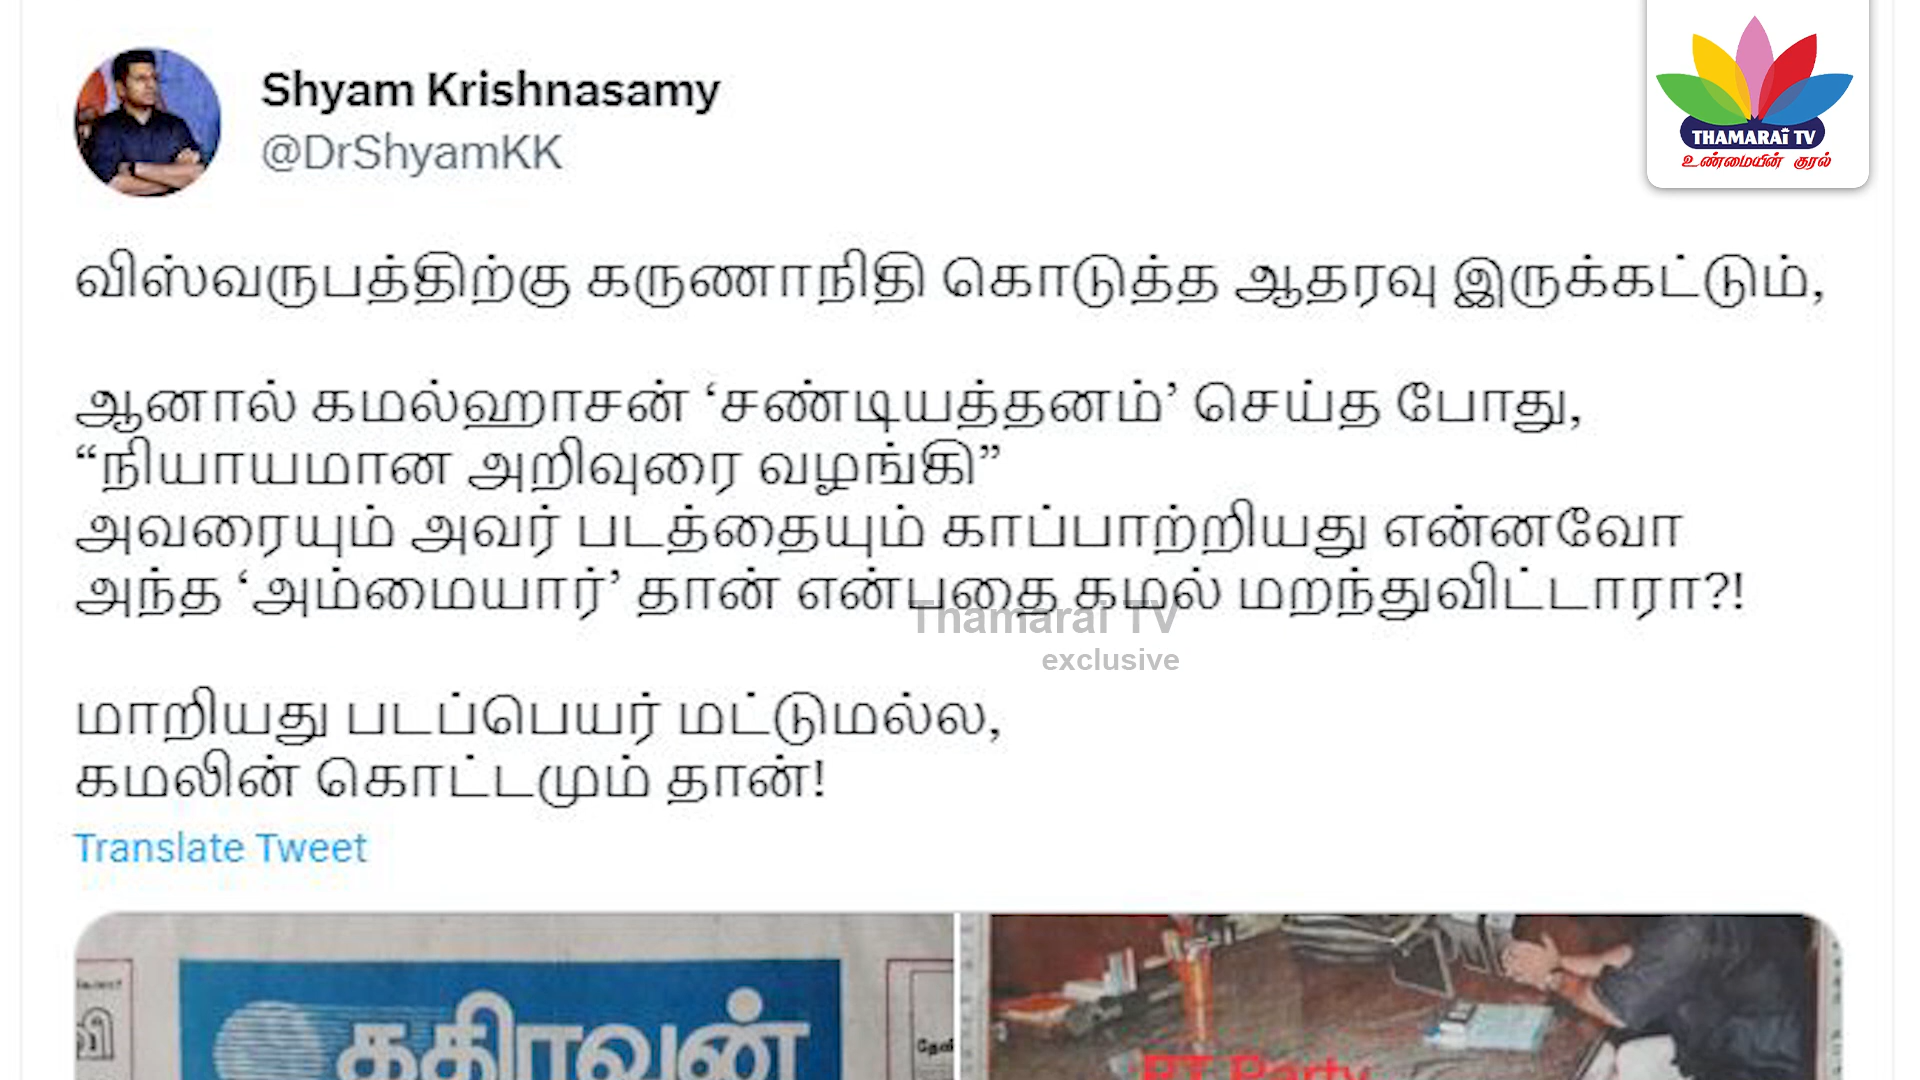 Shyam Krishnasamy
@DrShyamKK
THAMARAI TV
உண்மையின் குரல்
விஸ்வருபத்திற்கு கருணாநிதி கொடுத்த ஆதரவு இருக்கட்டும்,
ஆனால் கமல்ஹாசன் ‘சண்டியத்தனம்’ செய்த போது,
“நியாயமான அறிவுரை வழங்கி”
அவரையும் அவர் படத்தையும் காப்பாற்றியது என்னவோ
அந்த ‘அம்மையார்’ தான் என்பதை கமல் மறந்துவிட்டாரா?!
Thamarai TV
exclusive
மாறியது படப்பெயர் மட்டுமல்ல,
கமலின் கொட்டமும் தான்!
Translate Tweet
கதிரவன்
PT Party